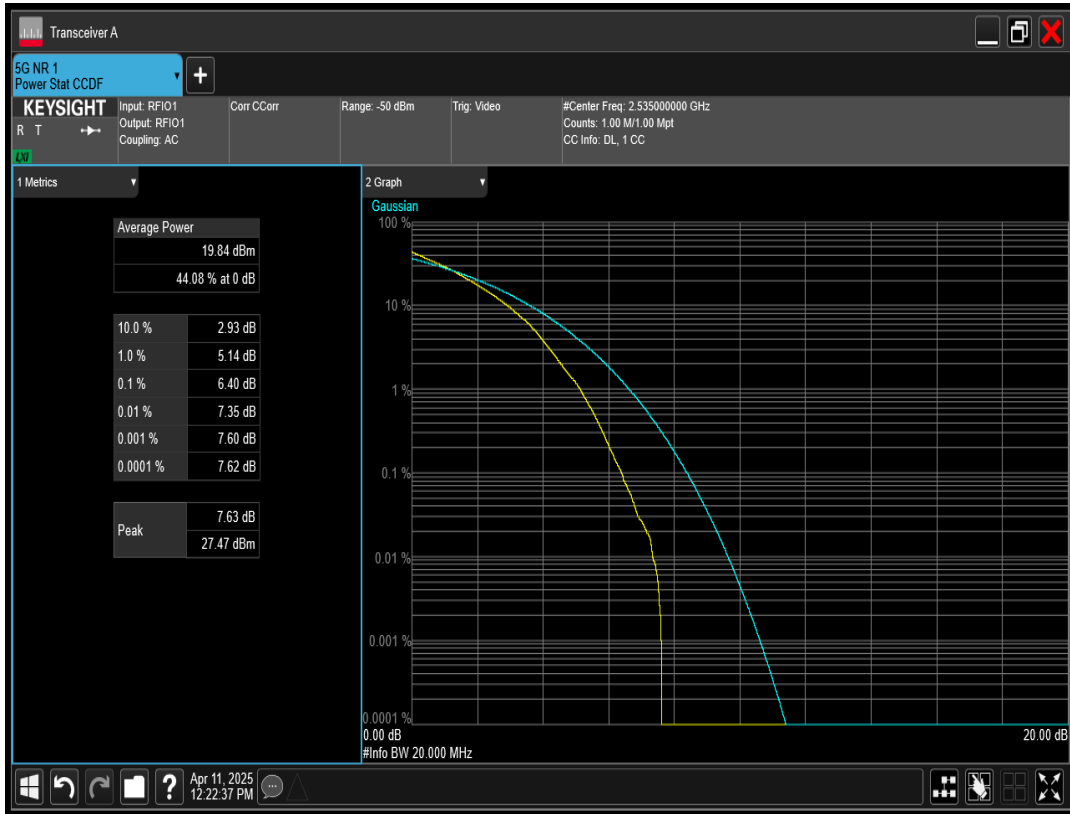 Transceiver A
5G NR 1
Power Stat CCDF
+
KEYSIGHT
R T
LXI
Input: RFIO1
Output: RFIO1
Coupling: AC
Corr CCorr
Range: -50 dBm
Trig: Video
#Center Freq: 2.535000000 GHz
Counts: 1.00 M/1.00 Mpt
CC Info: DL, 1 CC
1 Metrics
Average Power
19.84 dBm
44.08 % at 0 dB
10.0 % 2.93 dB
1.0 % 5.14 dB
0.1 % 6.40 dB
0.01 % 7.35 dB
0.001 % 7.60 dB
0.0001 % 7.62 dB
Peak
7.63 dB
27.47 dBm
2 Graph
Gaussian
100 %
10 %
1 %
0.1 %
0.01 %
0.001 %
0.0001 %
0.00 dB 20.00 dB
#Info BW 20.000 MHz
?
Apr 11, 2025
12:22:37 PM